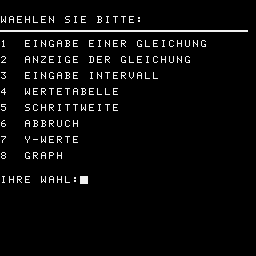 WAEHLEN SIE BITTE:
1 EINGABE EINER GLEICHUNG
2 ANZEIGE DER GLEICHUNG
3 EINGABE INTERVALL
4 WERTETABELLE
5 SCHRITTWEITE
6 ABBRUCH
7 Y-WERTE
8 GRAPH
IHRE WAHL: